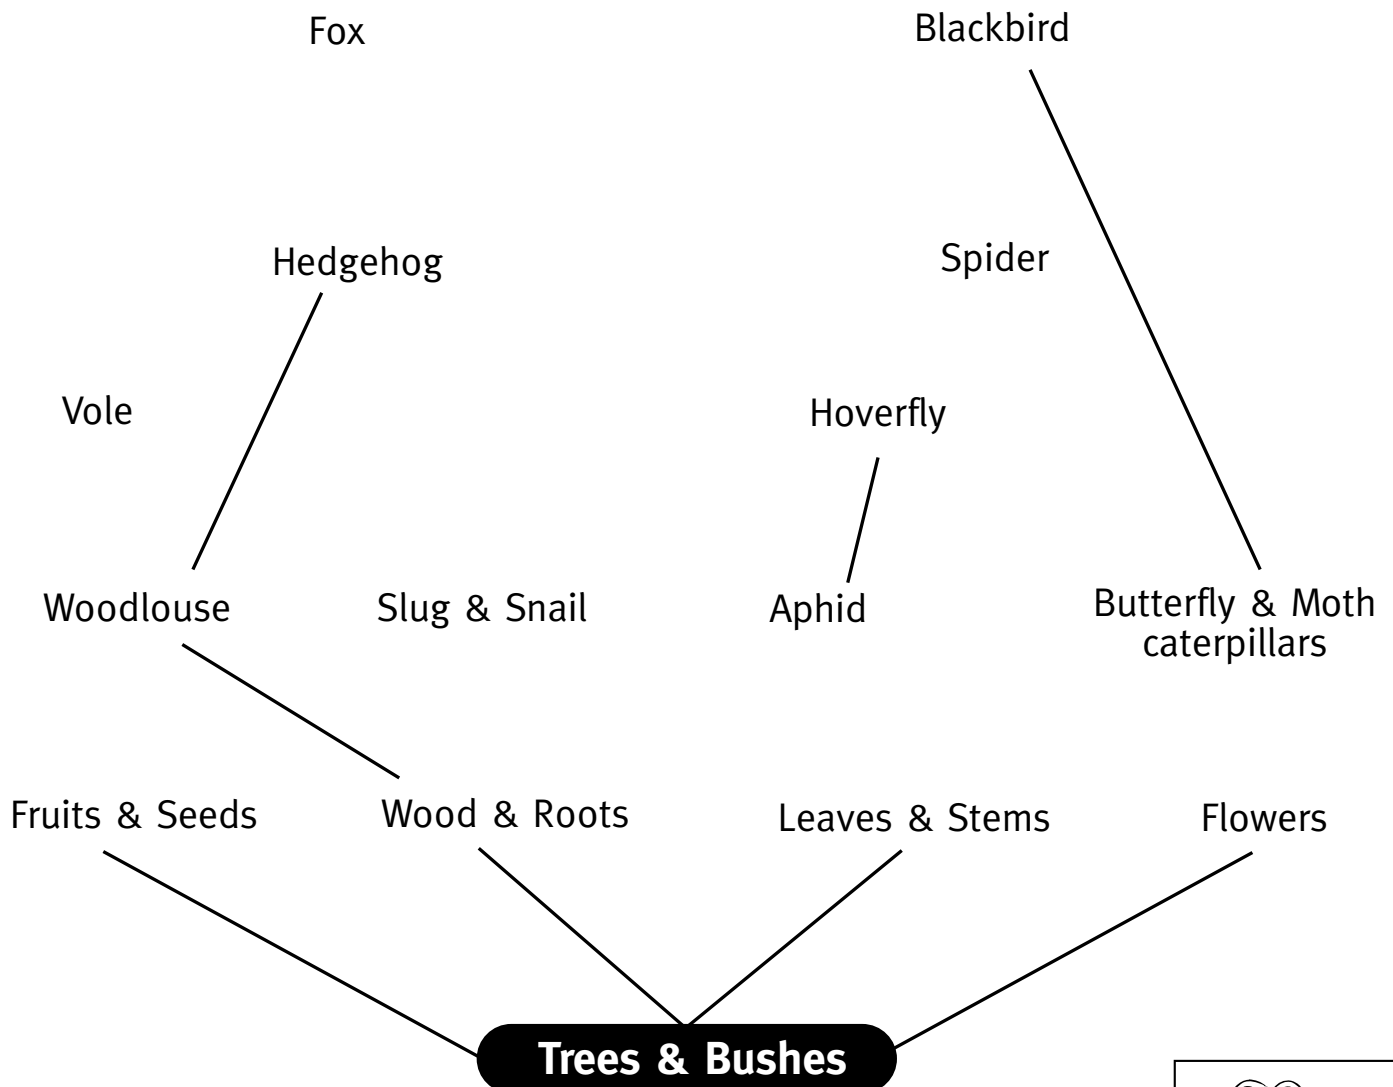 Fox
Blackbird
Hedgehog
Spider
Vole
Hoverfly
Woodlouse
Slug & Snail
Aphid
Butterfly & Moth
caterpillars
Fruits & Seeds
Wood & Roots
Leaves & Stems
Flowers
Trees & Bushes